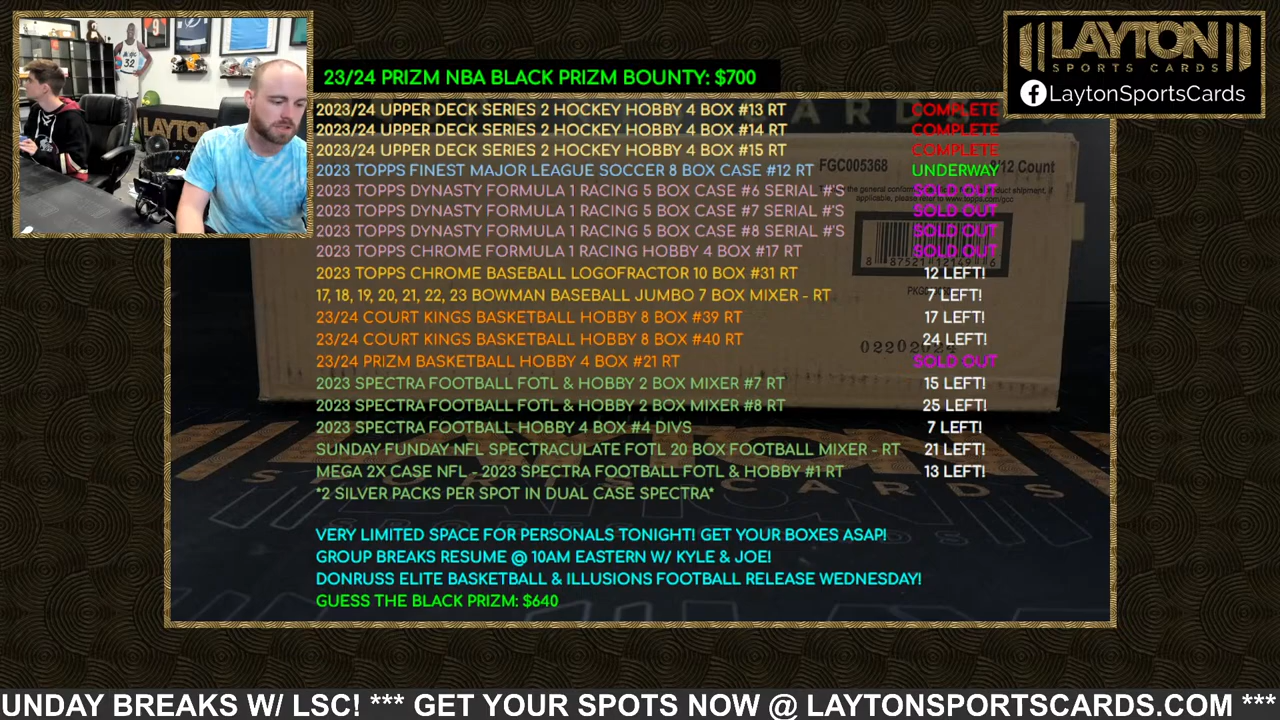 LAYTON
SPORTS CARDS
LaytonSportsCards
32
LAYTON
23/24 PRIZM NBA BLACK PRIZM BOUNTY: $700
2023/24 UPPER DECK SERIES 2 HOCKEY HOBBY 4 BOX #13 RT COMPLETE
2023/24 UPPER DECK SERIES 2 HOCKEY HOBBY 4 BOX #14 RT COMPLETE
2023/24 UPPER DECK SERIES 2 HOCKEY HOBBY 4 BOX #15 RT COMPLETE
2023 TOPPS FINEST MAJOR LEAGUE SOCCER 8 BOX CASE #12 RT UNDERWAY
2023 TOPPS DYNASTY FORMULA 1 RACING 5 BOX CASE #6 SERIAL #'S SOLD OUT
2023 TOPPS DYNASTY FORMULA 1 RACING 5 BOX CASE #7 SERIAL #'S SOLD OUT
2023 TOPPS DYNASTY FORMULA 1 RACING 5 BOX CASE #8 SERIAL #'S SOLD OUT
2023 TOPPS CHROME FORMULA 1 RACING HOBBY 4 BOX #17 RT SOLD OUT
2023 TOPPS CHROME BASEBALL LOGOFRACTOR 10 BOX #31 RT 12 LEFT!
17, 18, 19, 20, 21, 22, 23 BOWMAN BASEBALL JUMBO 7 BOX MIXER - RT 7 LEFT!
23/24 COURT KINGS BASKETBALL HOBBY 8 BOX #39 RT 17 LEFT!
23/24 COURT KINGS BASKETBALL HOBBY 8 BOX #40 RT 24 LEFT!
23/24 PRIZM BASKETBALL HOBBY 4 BOX #21 RT SOLD OUT
2023 SPECTRA FOOTBALL FOTL & HOBBY 2 BOX MIXER #7 RT 15 LEFT!
2023 SPECTRA FOOTBALL FOTL & HOBBY 2 BOX MIXER #8 RT 25 LEFT!
2023 SPECTRA FOOTBALL HOBBY 4 BOX #4 DIVS 7 LEFT!
SUNDAY FUNDAY NFL SPECTRACULATE FOTL 20 BOX FOOTBALL MIXER - RT 21 LEFT!
MEGA 2X CASE NFL - 2023 SPECTRA FOOTBALL FOTL & HOBBY #1 RT 13 LEFT!
*2 SILVER PACKS PER SPOT IN DUAL CASE SPECTRA*
VERY LIMITED SPACE FOR PERSONALS TONIGHT! GET YOUR BOXES ASAP!
GROUP BREAKS RESUME @ 10AM EASTERN W/ KYLE & JOE!
DONRUSS ELITE BASKETBALL & ILLUSIONS FOOTBALL RELEASE WEDNESDAY!
GUESS THE BLACK PRIZM: $640
FGC005368
12 Count
UNDAY BREAKS W/ LSC! *** GET YOUR SPOTS NOW @ LAYTONSPORTSCARDS.COM ***